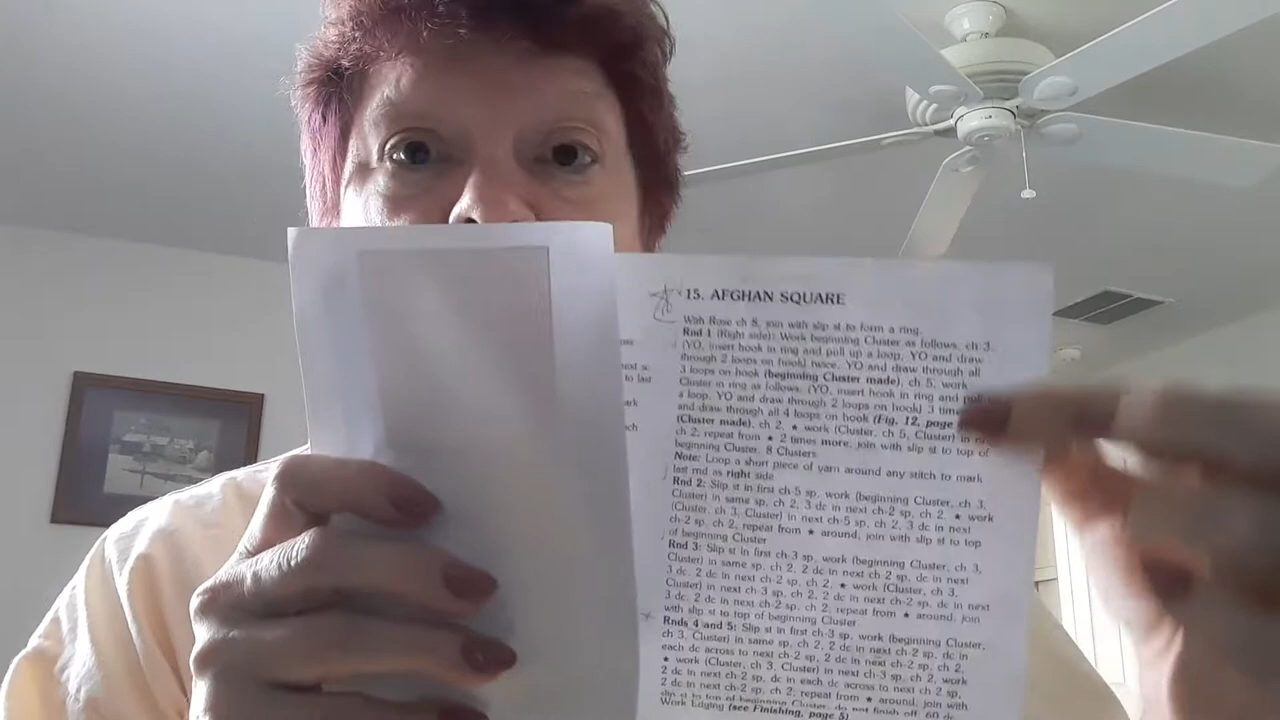 15. AFGHAN SQUARE
With Rose ch 8, join with slip st to form a ring.
Rnd 1 (Right side): Work beginning Cluster as follows, ch 3,
(YO, insert hook in ring and pull up a loop, YO and draw
through 2 loops on hook) twice, YO and draw through all
3 loops on hook (beginning Cluster made), ch 5, work
Cluster in ring as follows, (YO, insert hook in ring and pull
a loop, YO and draw through 2 loops on hook) 3 times
and draw through all 4 loops on hook (Fig. 12, page
(Cluster made), ch 2, ★ work (Cluster, ch 5, Cluster) in
ch 2, repeat from ★ 2 times more, join with slip st to top of
beginning Cluster. 8 Clusters
Note: Loop a short piece of yarn around any stitch to mark
last rnd as right side
Rnd 2: Slip st in first ch-5 sp, work (beginning Cluster, ch 3,
Cluster) in same sp, ch 2, 3 dc in next ch-2 sp, ch 2, ★ work
(Cluster, ch 3, Cluster) in next ch-5 sp, ch 2, 3 dc in next
ch-2 sp, ch 2, repeat from ★ around, join with slip st to top
of beginning Cluster
Rnd 3: Slip st in first ch-3 sp, work (beginning Cluster, ch 3,
Cluster) in same sp, ch 2, 2 dc in next ch-2 sp, dc in next
3 dc, 2 dc in next ch-2 sp, ch 2, ★ work (Cluster, ch 3,
Cluster) in next ch-3 sp, ch 2, 2 dc in next ch-2 sp, dc in next
3 dc, 2 dc in next ch-2 sp, ch 2, repeat from ★ around, join
with slip st to top of beginning Cluster
Rnds 4 and 5: Slip st in first ch-3 sp, work (beginning Cluster,
ch 3, Cluster) in same sp, ch 2, 2 dc in next ch-2 sp, dc in
each dc across to next ch-2 sp, 2 dc in next ch-2 sp, ch 2,
★ work (Cluster, ch 3, Cluster) in next ch-3 sp, ch 2, work
2 dc in next ch-2 sp, dc in each dc across to next ch 2 sp,
2 dc in next ch-2 sp, ch 2; repeat from ★ around, join with
slip st to top of beginning Cluster, do not finish off. 60 dc
Work Edging (see Finishing, page 5)